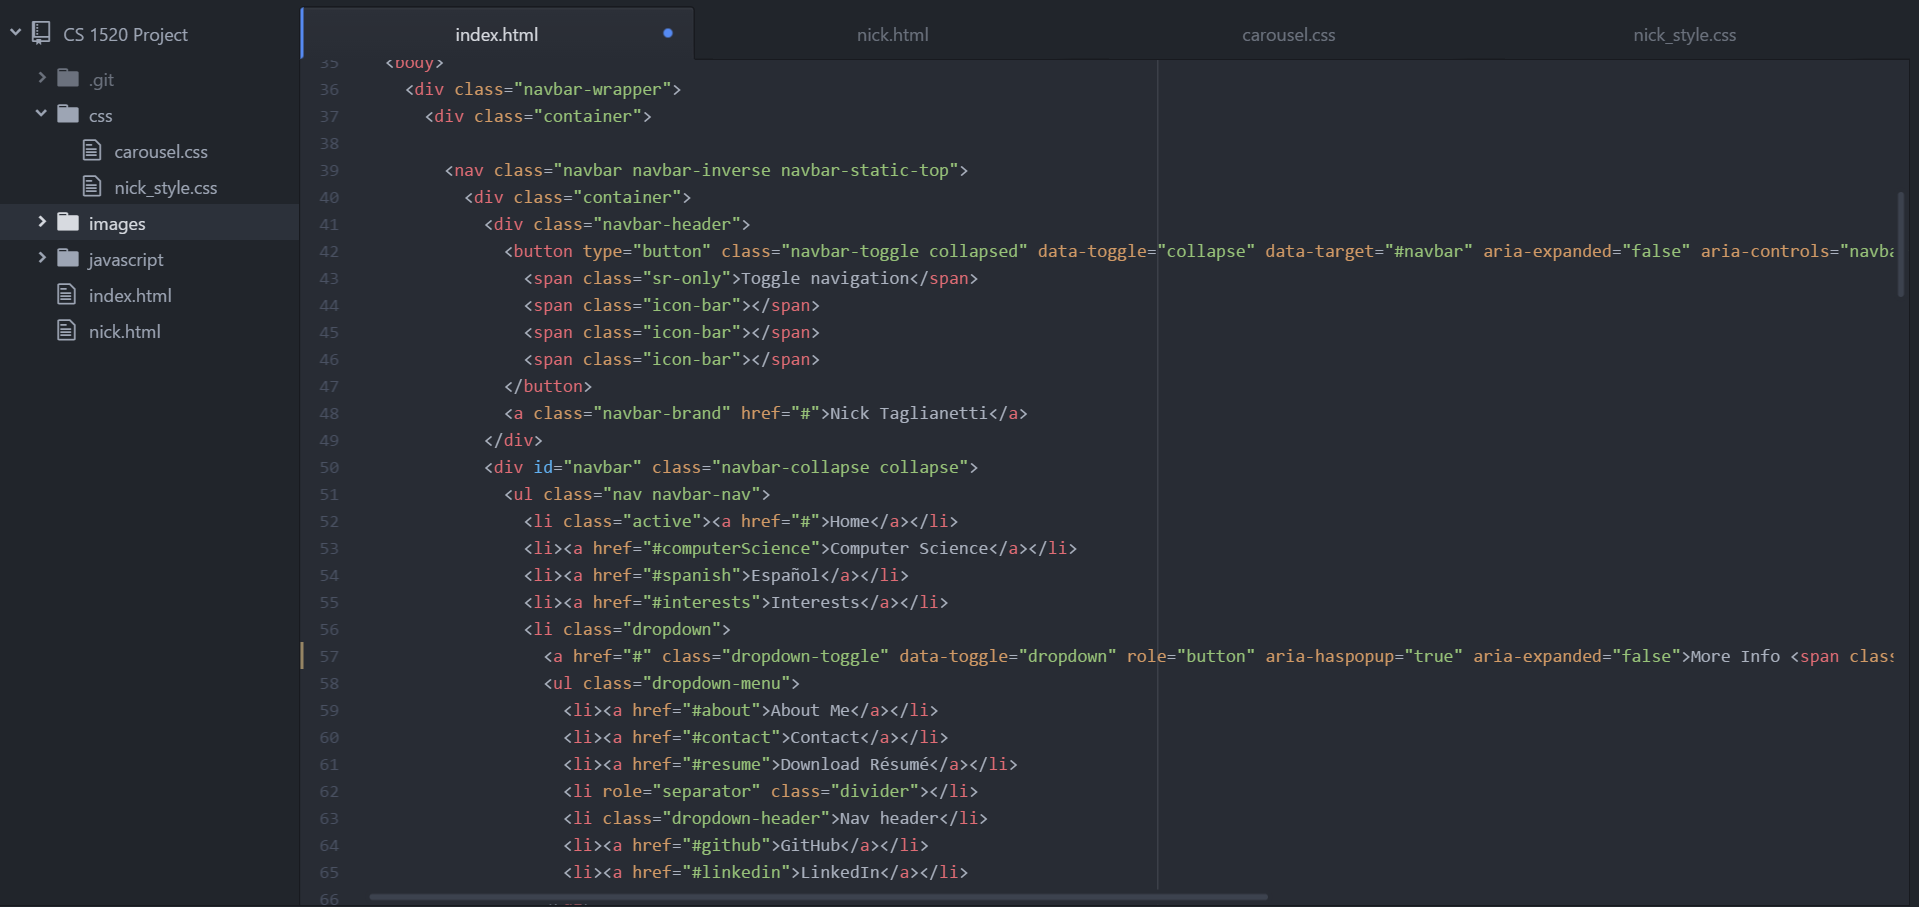 CS 1520 Project
.git
css
carousel.css
nick_style.css
images
javascript
index.html
nick.html
index.html
nick.html
carousel.css
nick_style.css
35 <body>
36 <div class="navbar-wrapper">
37 <div class="container">
38
39 <nav class="navbar navbar-inverse navbar-static-top">
40 <div class="container">
41 <div class="navbar-header">
42 <button type="button" class="navbar-toggle collapsed" data-toggle="collapse" data-target="#navbar" aria-expanded="false" aria-controls="navba
43 <span class="sr-only">Toggle navigation</span>
44 <span class="icon-bar"></span>
45 <span class="icon-bar"></span>
46 <span class="icon-bar"></span>
47 </button>
48 <a class="navbar-brand" href="#">Nick Taglianetti</a>
49 </div>
50 <div id="navbar" class="navbar-collapse collapse">
51 <ul class="nav navbar-nav">
52 <li class="active"><a href="#">Home</a></li>
53 <li><a href="#computerScience">Computer Science</a></li>
54 <li><a href="#spanish">Español</a></li>
55 <li><a href="#interests">Interests</a></li>
56 <li class="dropdown">
57 <a href="#" class="dropdown-toggle" data-toggle="dropdown" role="button" aria-haspopup="true" aria-expanded="false">More Info <span clas
58 <ul class="dropdown-menu">
59 <li><a href="#about">About Me</a></li>
60 <li><a href="#contact">Contact</a></li>
61 <li><a href="#resume">Download Résumé</a></li>
62 <li role="separator" class="divider"></li>
63 <li class="dropdown-header">Nav header</li>
64 <li><a href="#github">GitHub</a></li>
65 <li><a href="#linkedin">LinkedIn</a></li>
66